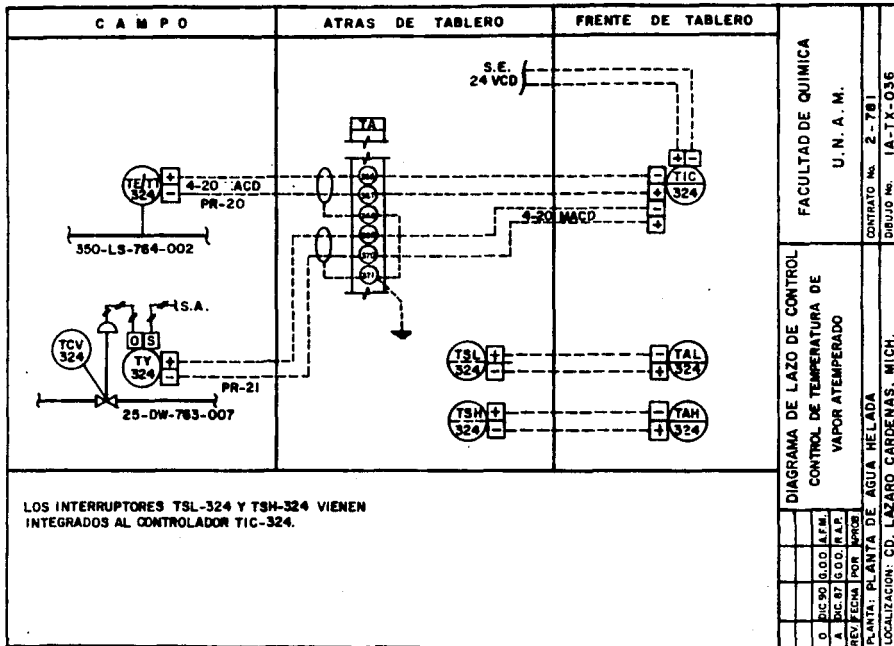 CAMPO
ATRAS DE TABLERO
FRENTE DE TABLERO
S.E.
24 VCD
TA
+ -
TE/TT
324
+
-
4-20 ACD
PR-20
350-LS-764-002
368
369
370
371
-
+
TIC
324
-
+
4-20 MACD
S.A.
O S
TCV
324
TY
324
+
-
PR-21
25-DW-763-007
TSL
324
+
-
-
+
TAL
324
TSH
324
+
-
-
+
TAH
324
LOS INTERRUPTORES TSL-324 Y TSH-324 VIENEN
INTEGRADOS AL CONTROLADOR TIC-324.
FACULTAD DE QUIMICA
U. N. A. M.
CONTRATO No. 2-781
DIBUJO No. IA-TX-036
DIAGRAMA DE LAZO DE CONTROL
CONTROL DE TEMPERATURA DE
VAPOR ATEMPERADO
PLANTA: PLANTA DE AGUA HELADA
LOCALIZACION: CD. LAZARO CARDENAS, MICH.
O DIC.90 G.O.O. A.F.M.
A DIC.87 G.O.O. R.A.P.
REV. FECHA POR APROB